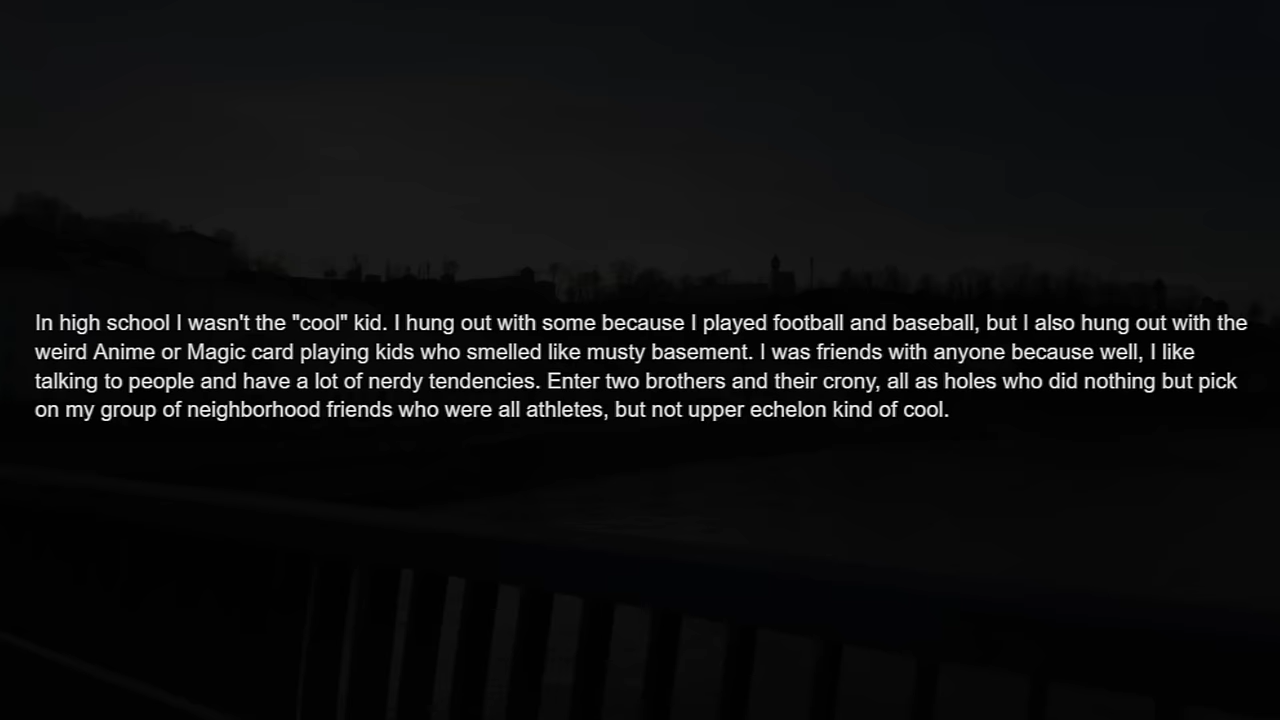 In high school I wasn't the "cool" kid. I hung out with some because I played football and baseball, but I also hung out with the
weird Anime or Magic card playing kids who smelled like musty basement. I was friends with anyone because well, I like
talking to people and have a lot of nerdy tendencies. Enter two brothers and their crony, all as holes who did nothing but pick
on my group of neighborhood friends who were all athletes, but not upper echelon kind of cool.